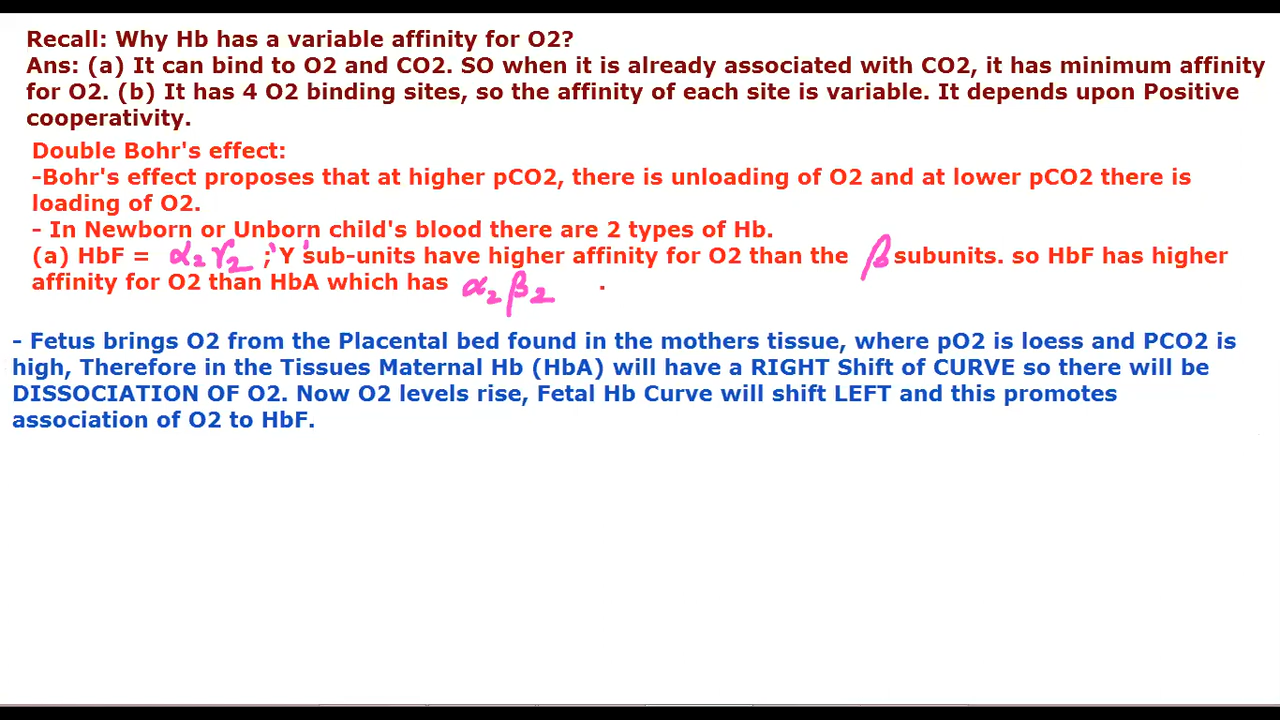 Recall: Why Hb has a variable affinity for O2?
Ans: (a) It can bind to O2 and CO2. SO when it is already associated with CO2, it has minimum affinity
for O2. (b) It has 4 O2 binding sites, so the affinity of each site is variable. It depends upon Positive
cooperativity.
Double Bohr's effect:
-Bohr's effect proposes that at higher pCO2, there is unloading of O2 and at lower pCO2 there is
loading of O2.
- In Newborn or Unborn child's blood there are 2 types of Hb.
(a) HbF = α2 γ2 ; 'Y' sub-units have higher affinity for O2 than the β subunits. so HbF has higher
affinity for O2 than HbA which has α2 β2 .
- Fetus brings O2 from the Placental bed found in the mothers tissue, where pO2 is loess and PCO2 is
high, Therefore in the Tissues Maternal Hb (HbA) will have a RIGHT Shift of CURVE so there will be
DISSOCIATION OF O2. Now O2 levels rise, Fetal Hb Curve will shift LEFT and this promotes
association of O2 to HbF.